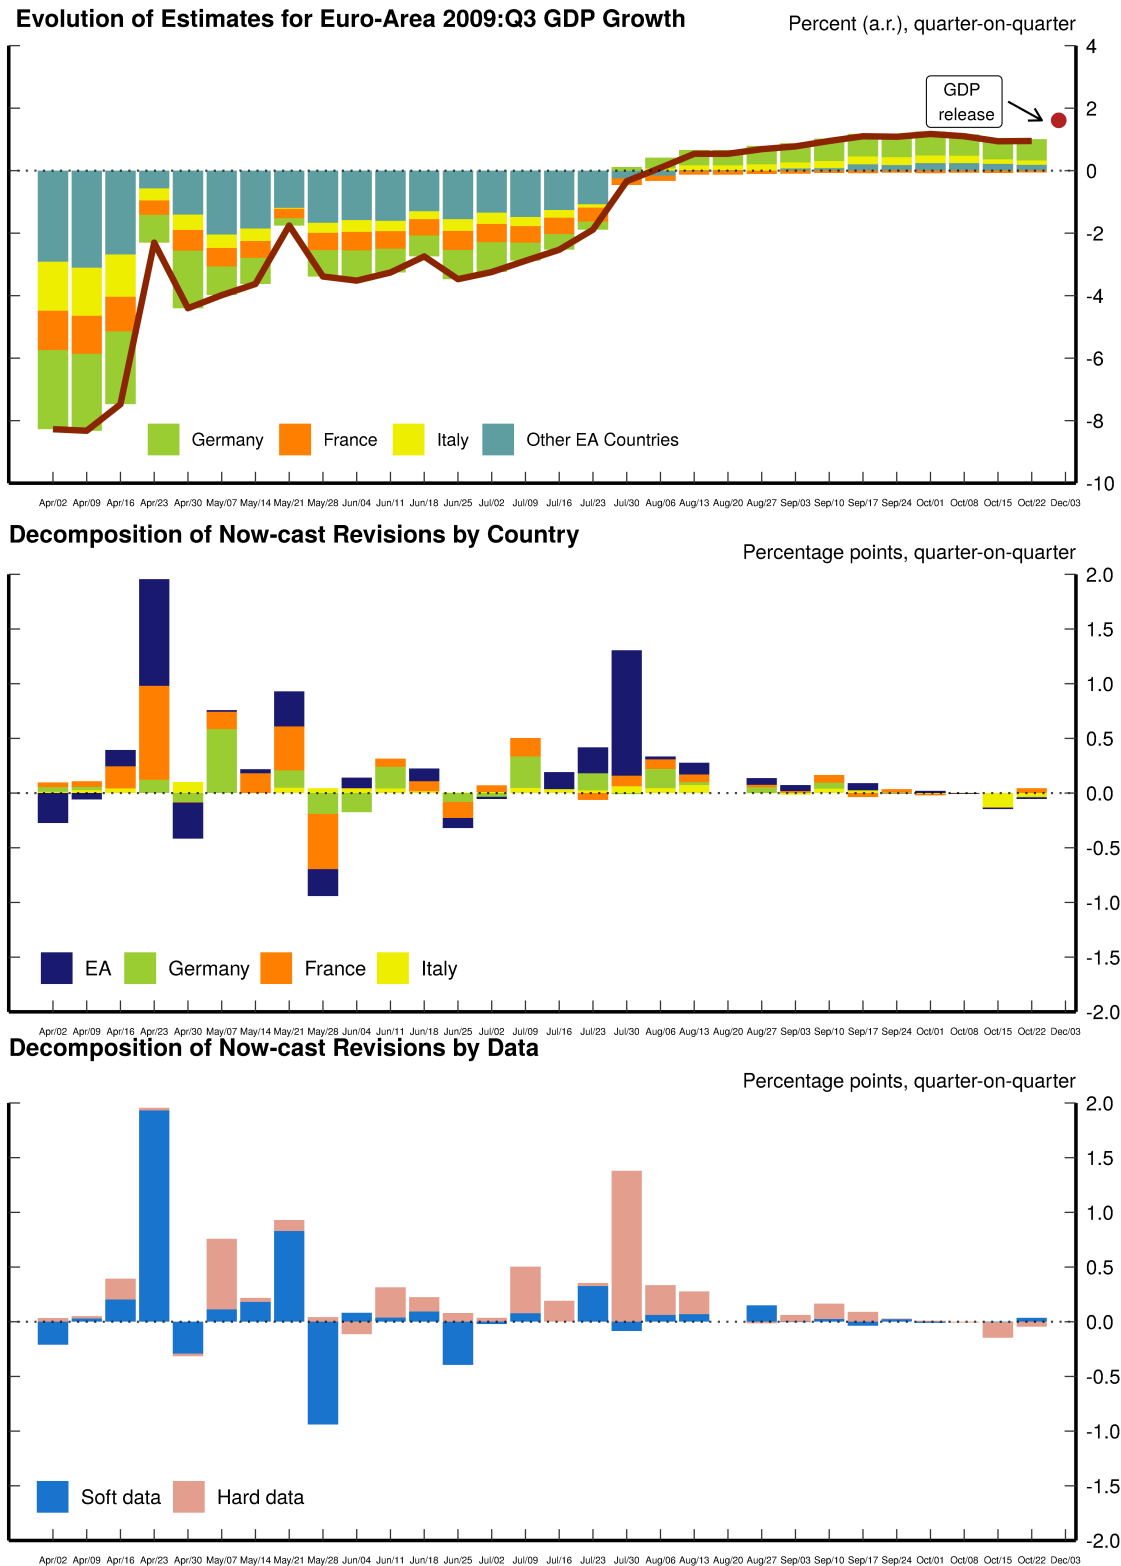 Evolution of Estimates for Euro-Area 2009:Q3 GDP Growth
Percent (a.r.), quarter-on-quarter
4
GDP
release
2
0
-2
-4
-6
-8
Germany France Italy Other EA Countries
-10
Apr/02 Apr/09 Apr/16 Apr/23 Apr/30 May/07 May/14 May/21 May/28 Jun/04 Jun/11 Jun/18 Jun/25 Jul/02 Jul/09 Jul/16 Jul/23 Jul/30 Aug/06 Aug/13 Aug/20 Aug/27 Sep/03 Sep/10 Sep/17 Sep/24 Oct/01 Oct/08 Oct/15 Oct/22 Dec/03
Decomposition of Now-cast Revisions by Country
Percentage points, quarter-on-quarter
2.0
1.5
1.0
0.5
0.0
-0.5
-1.0
-1.5
EA Germany France Italy
-2.0
Apr/02 Apr/09 Apr/16 Apr/23 Apr/30 May/07 May/14 May/21 May/28 Jun/04 Jun/11 Jun/18 Jun/25 Jul/02 Jul/09 Jul/16 Jul/23 Jul/30 Aug/06 Aug/13 Aug/20 Aug/27 Sep/03 Sep/10 Sep/17 Sep/24 Oct/01 Oct/08 Oct/15 Oct/22 Dec/03
Decomposition of Now-cast Revisions by Data
Percentage points, quarter-on-quarter
2.0
1.5
1.0
0.5
0.0
-0.5
-1.0
-1.5
Soft data Hard data
-2.0
Apr/02 Apr/09 Apr/16 Apr/23 Apr/30 May/07 May/14 May/21 May/28 Jun/04 Jun/11 Jun/18 Jun/25 Jul/02 Jul/09 Jul/16 Jul/23 Jul/30 Aug/06 Aug/13 Aug/20 Aug/27 Sep/03 Sep/10 Sep/17 Sep/24 Oct/01 Oct/08 Oct/15 Oct/22 Dec/03